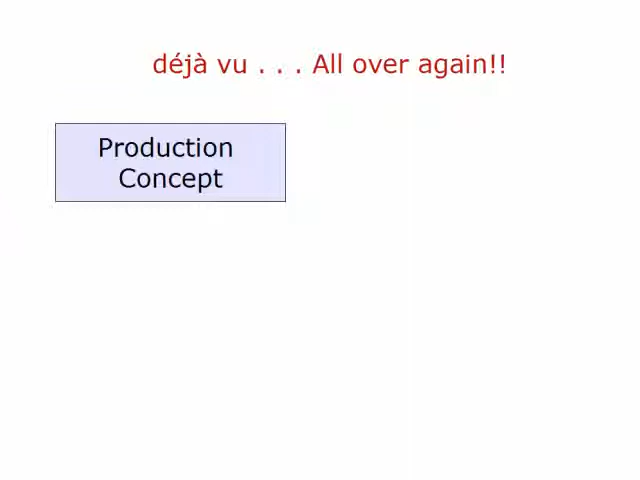 déjà vu . . . All over again!!
Production
Concept